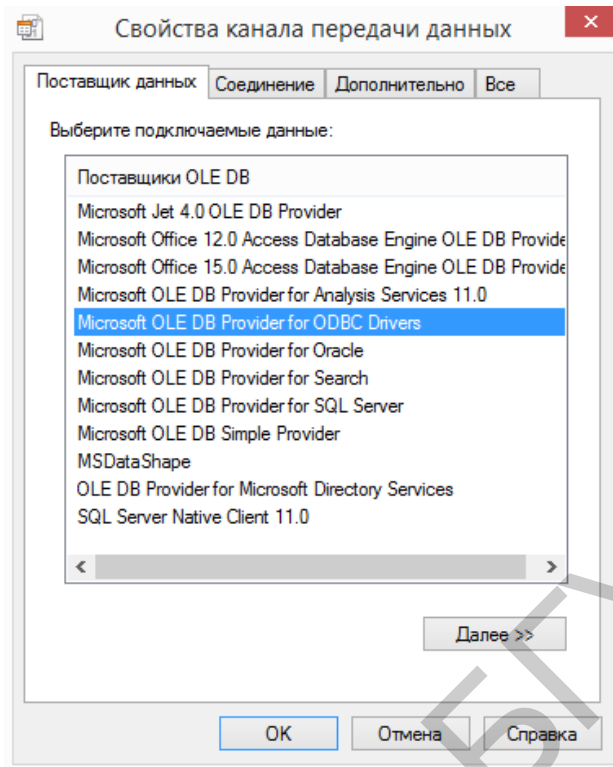 Свойства канала передачи данных
Поставщик данных Соединение Дополнительно Все
Выберите подключаемые данные:
Поставщики OLE DB
Microsoft Jet 4.0 OLE DB Provider
Microsoft Office 12.0 Access Database Engine OLE DB Provide
Microsoft Office 15.0 Access Database Engine OLE DB Provide
Microsoft OLE DB Provider for Analysis Services 11.0
Microsoft OLE DB Provider for ODBC Drivers
Microsoft OLE DB Provider for Oracle
Microsoft OLE DB Provider for Search
Microsoft OLE DB Provider for SQL Server
Microsoft OLE DB Simple Provider
MSDataShape
OLE DB Provider for Microsoft Directory Services
SQL Server Native Client 11.0
Далее >>
OK Отмена Справка